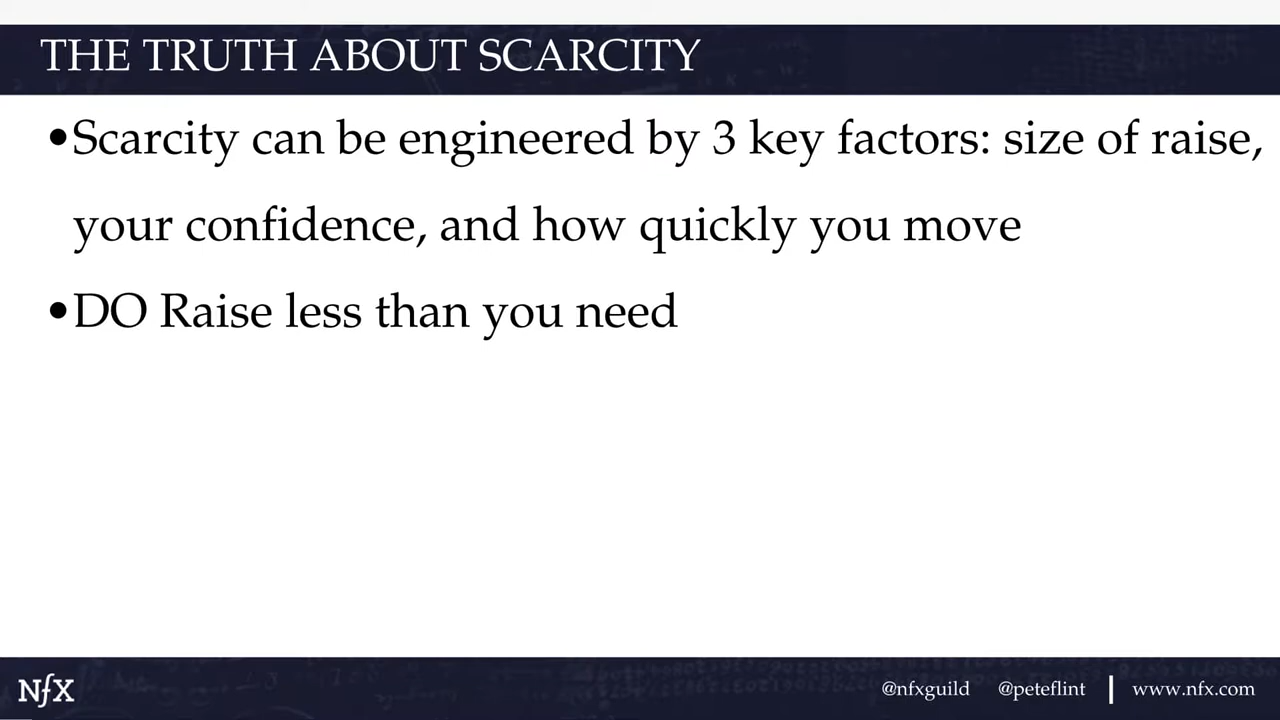 THE TRUTH ABOUT SCARCITY
•Scarcity can be engineered by 3 key factors: size of raise,
your confidence, and how quickly you move
•DO Raise less than you need
NfX
@nfxguild @peteflint | www.nfx.com